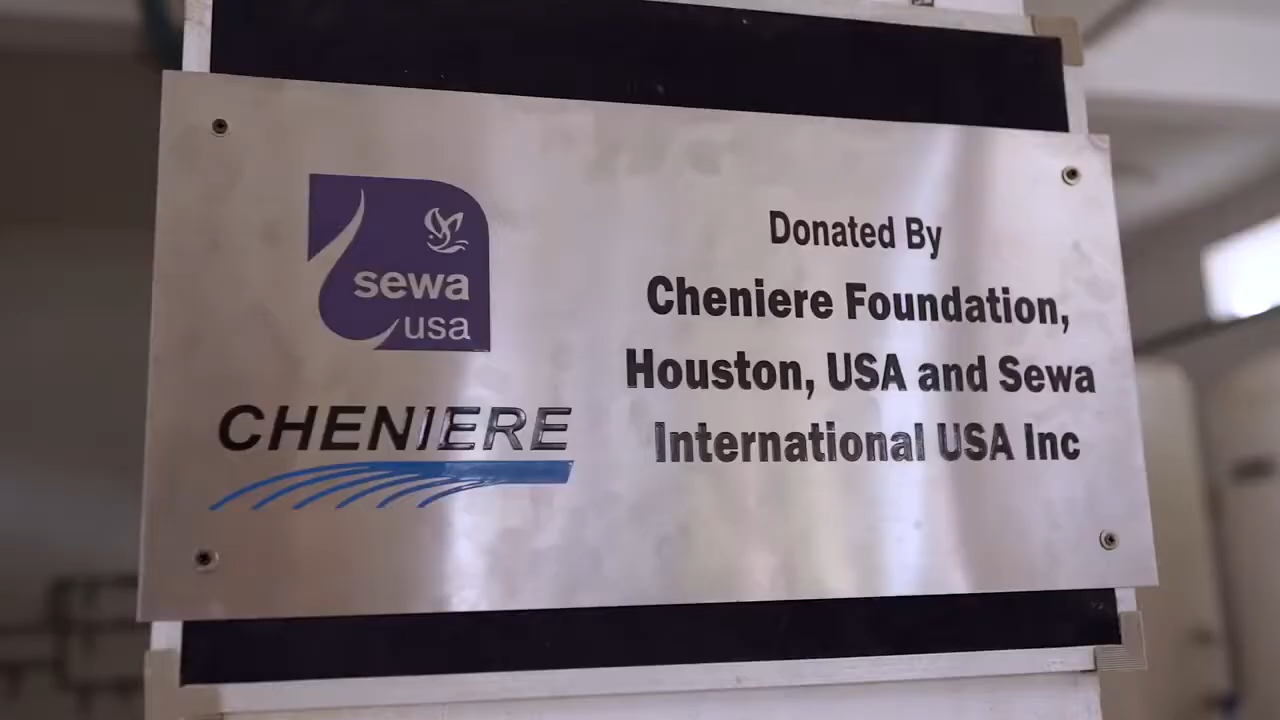 sewa
usa
CHENIERE
Donated By
Cheniere Foundation,
Houston, USA and Sewa
International USA Inc